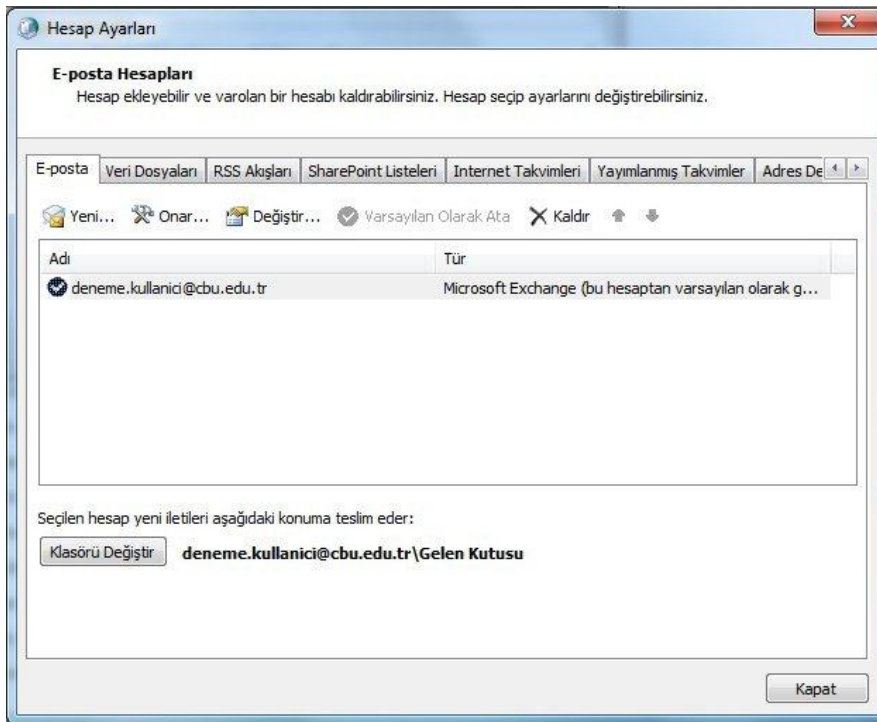 Hesap Ayarları
E-posta Hesapları
Hesap ekleyebilir ve varolan bir hesabı kaldırabilirsiniz. Hesap seçip ayarlarını değiştirebilirsiniz.
E-posta Veri Dosyaları RSS Akışları SharePoint Listeleri Internet Takvimleri Yayımlanmış Takvimler Adres De
Yeni... Onar... Değiştir... Varsayılan Olarak Ata Kaldır
Adı Tür
deneme.kullanici@cbu.edu.tr Microsoft Exchange (bu hesaptan varsayılan olarak g...
Seçilen hesap yeni iletileri aşağıdaki konuma teslim eder:
Klasörü Değiştir deneme.kullanici@cbu.edu.tr\Gelen Kutusu
Kapat